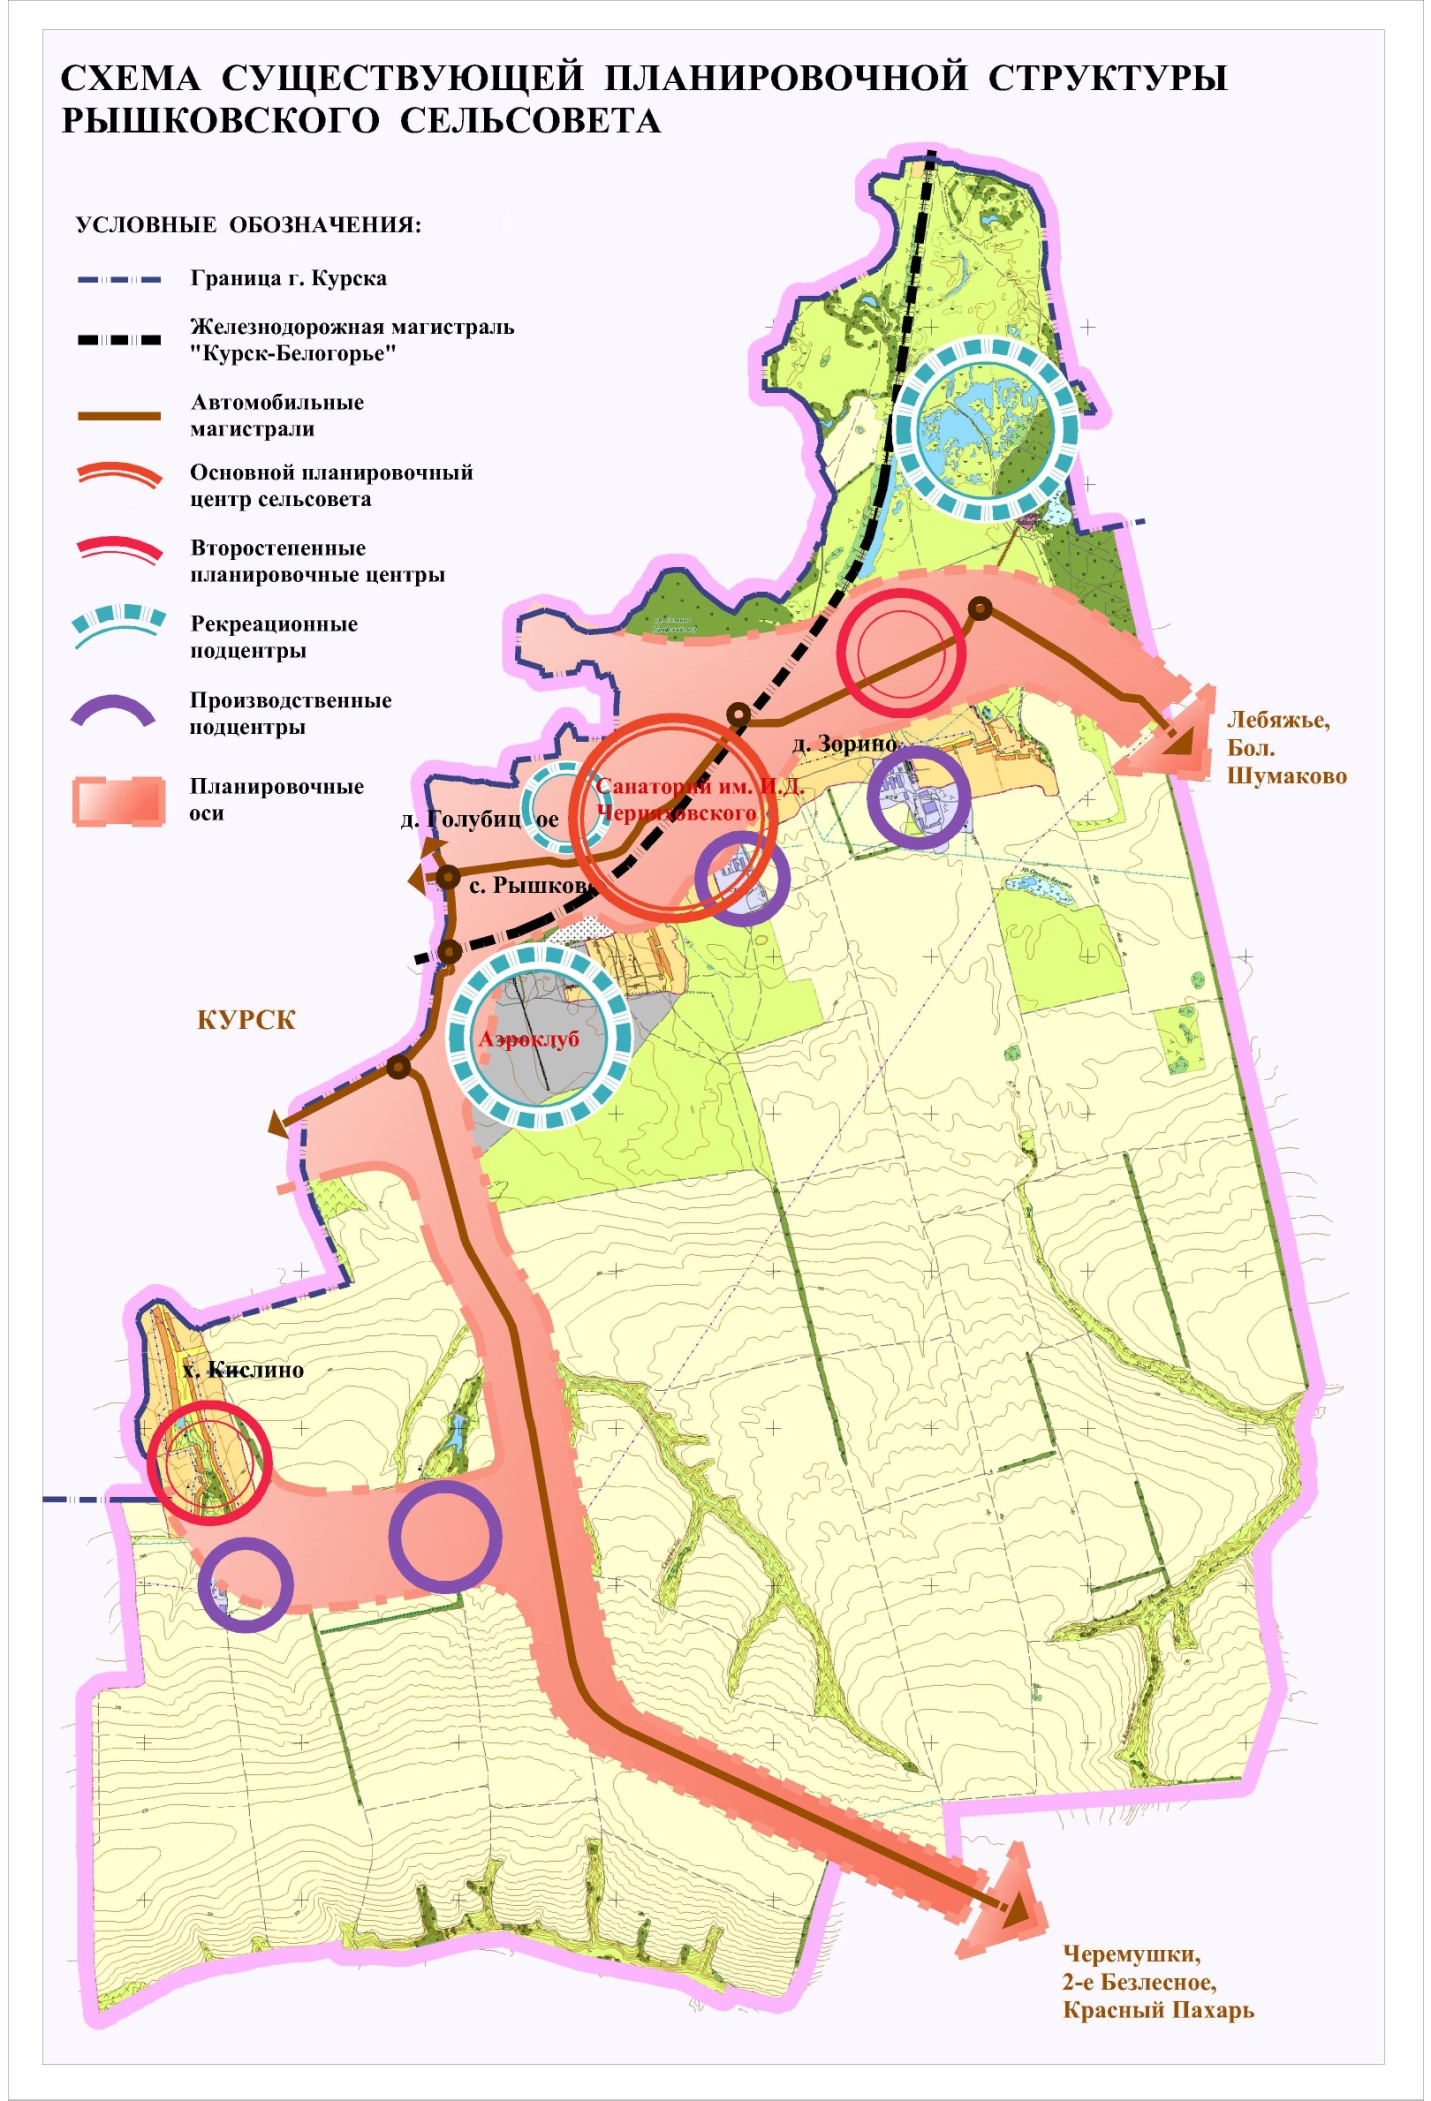 СХЕМА СУЩЕСТВУЮЩЕЙ ПЛАНИРОВОЧНОЙ СТРУКТУРЫ
РЫШКОВСКОГО СЕЛЬСОВЕТА
УСЛОВНЫЕ ОБОЗНАЧЕНИЯ:
Граница г. Курска
Железнодорожная магистраль
"Курск-Белогорье"
Автомобильные
магистрали
Основной планировочный
центр сельсовета
Второстепенные
планировочные центры
Рекреационные
подцентры
Производственные
подцентры
Планировочные
оси
Лебяжье,
Бол.
Шумаково
д. Зорино
Санаторий им. И.Д.
Черняховского
д. Голубицкое
с. Рышково
КУРСК
Аэроклуб
х. Кислино
Черемушки,
2-е Безлесное,
Красный Пахарь